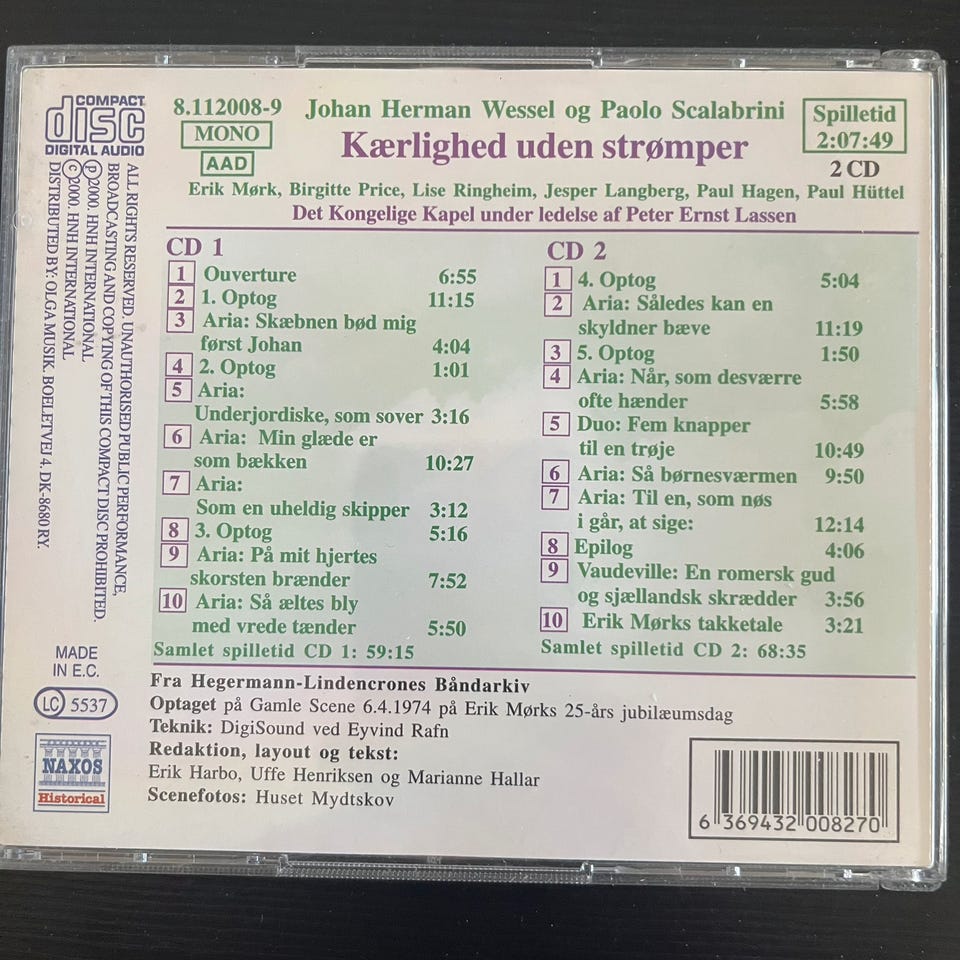 COMPACT
disc
DIGITAL AUDIO
ALL RIGHTS RESERVED. UNAUTHORISED PUBLIC PERFORMANCE,
BROADCASTING AND COPYING OF THIS COMPACT DISC PROHIBITED.
℗2000. HNH INTERNATIONAL
©2000. HNH INTERNATIONAL
DISTRIBUTED BY: OLGA MUSIK. BOELETVEJ 4. DK-8680 RY.
MADE
IN E.C.
LC 5537
NAXOS
Historical
8.112008-9
MONO
AAD
Johan Herman Wessel og Paolo Scalabrini
Kærlighed uden strømper
Spilletid
2:07:49
2 CD
Erik Mørk, Birgitte Price, Lise Ringheim, Jesper Langberg, Paul Hagen, Paul Hüttel
Det Kongelige Kapel under ledelse af Peter Ernst Lassen
CD 1
1 Ouverture 6:55
2 1. Optog 11:15
3 Aria: Skæbnen bød mig
først Johan 4:04
4 2. Optog 1:01
5 Aria:
Underjordiske, som sover 3:16
6 Aria: Min glæde er
som bækken 10:27
7 Aria:
Som en uheldig skipper 3:12
8 3. Optog 5:16
9 Aria: På mit hjertes
skorsten brænder 7:52
10 Aria: Så æltes bly
med vrede tænder 5:50
Samlet spilletid CD 1: 59:15
CD 2
1 4. Optog 5:04
2 Aria: Således kan en
skyldner bæve 11:19
3 5. Optog 1:50
4 Aria: Når, som desværre
ofte hænder 5:58
5 Duo: Fem knapper
til en trøje 10:49
6 Aria: Så børnesværmen 9:50
7 Aria: Til en, som nøs
i går, at sige: 12:14
8 Epilog 4:06
9 Vaudeville: En romersk gud
og sjællandsk skrædder 3:56
10 Erik Mørks takketale 3:21
Samlet spilletid CD 2: 68:35
Fra Hegermann-Lindencrones Båndarkiv
Optaget på Gamle Scene 6.4.1974 på Erik Mørks 25-års jubilæumsdag
Teknik: DigiSound ved Eyvind Rafn
Redaktion, layout og tekst:
Erik Harbo, Uffe Henriksen og Marianne Hallar
Scenefotos: Huset Mydtskov
6 369432 008270